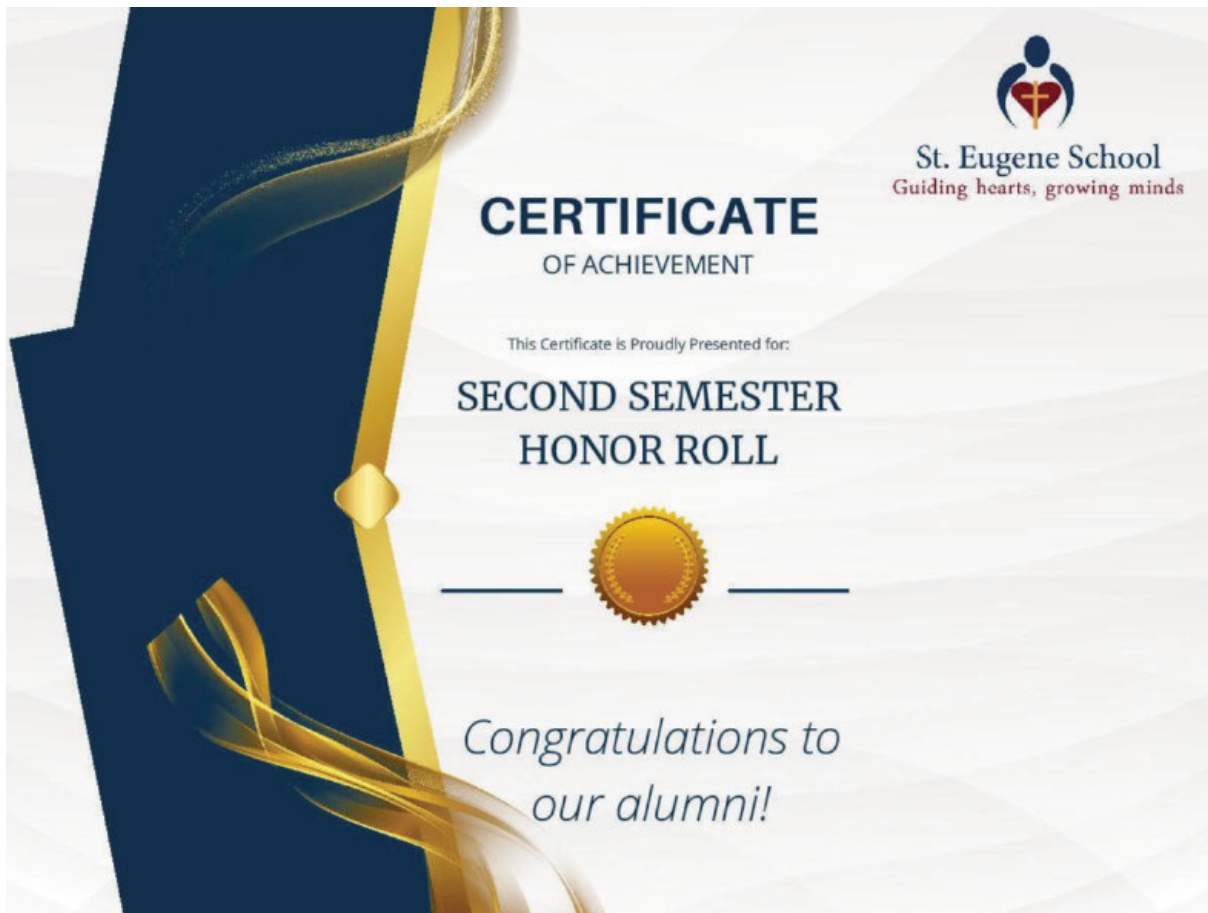 St. Eugene School
Guiding hearts, growing minds
CERTIFICATE
OF ACHIEVEMENT
This Certificate is Proudly Presented for:
SECOND SEMESTER
HONOR ROLL
Congratulations to
our alumni!